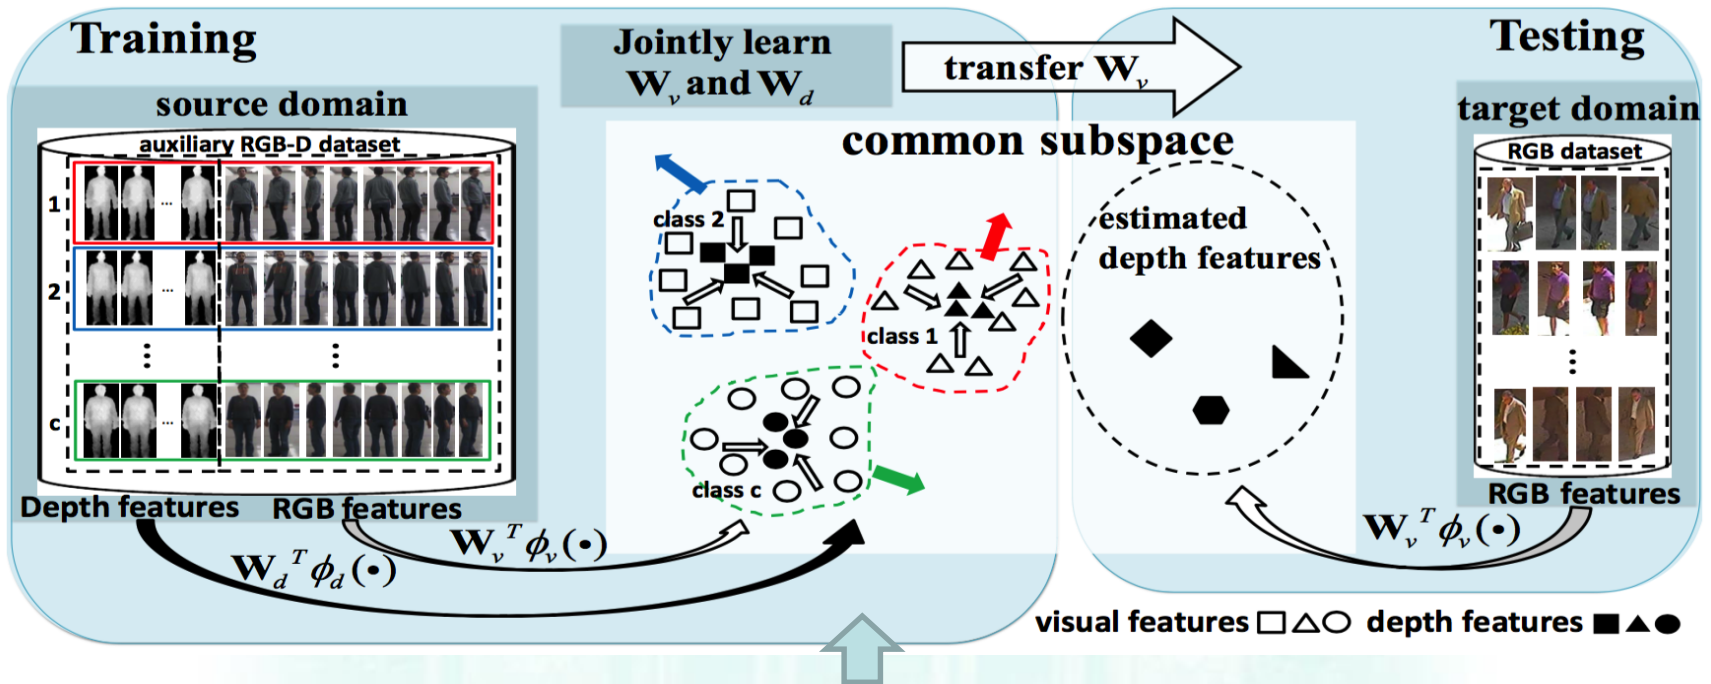 Training
Jointly learn
W_v and W_d
transfer W_v
Testing
source domain
auxiliary RGB-D dataset
1
...
2
...
c
...
Depth features
RGB features
W_v^T ϕ_v(•)
W_d^T ϕ_d(•)
common subspace
class 2
class 1
class c
estimated
depth features
target domain
RGB dataset
RGB features
W_v^T ϕ_v(•)
visual features
depth features